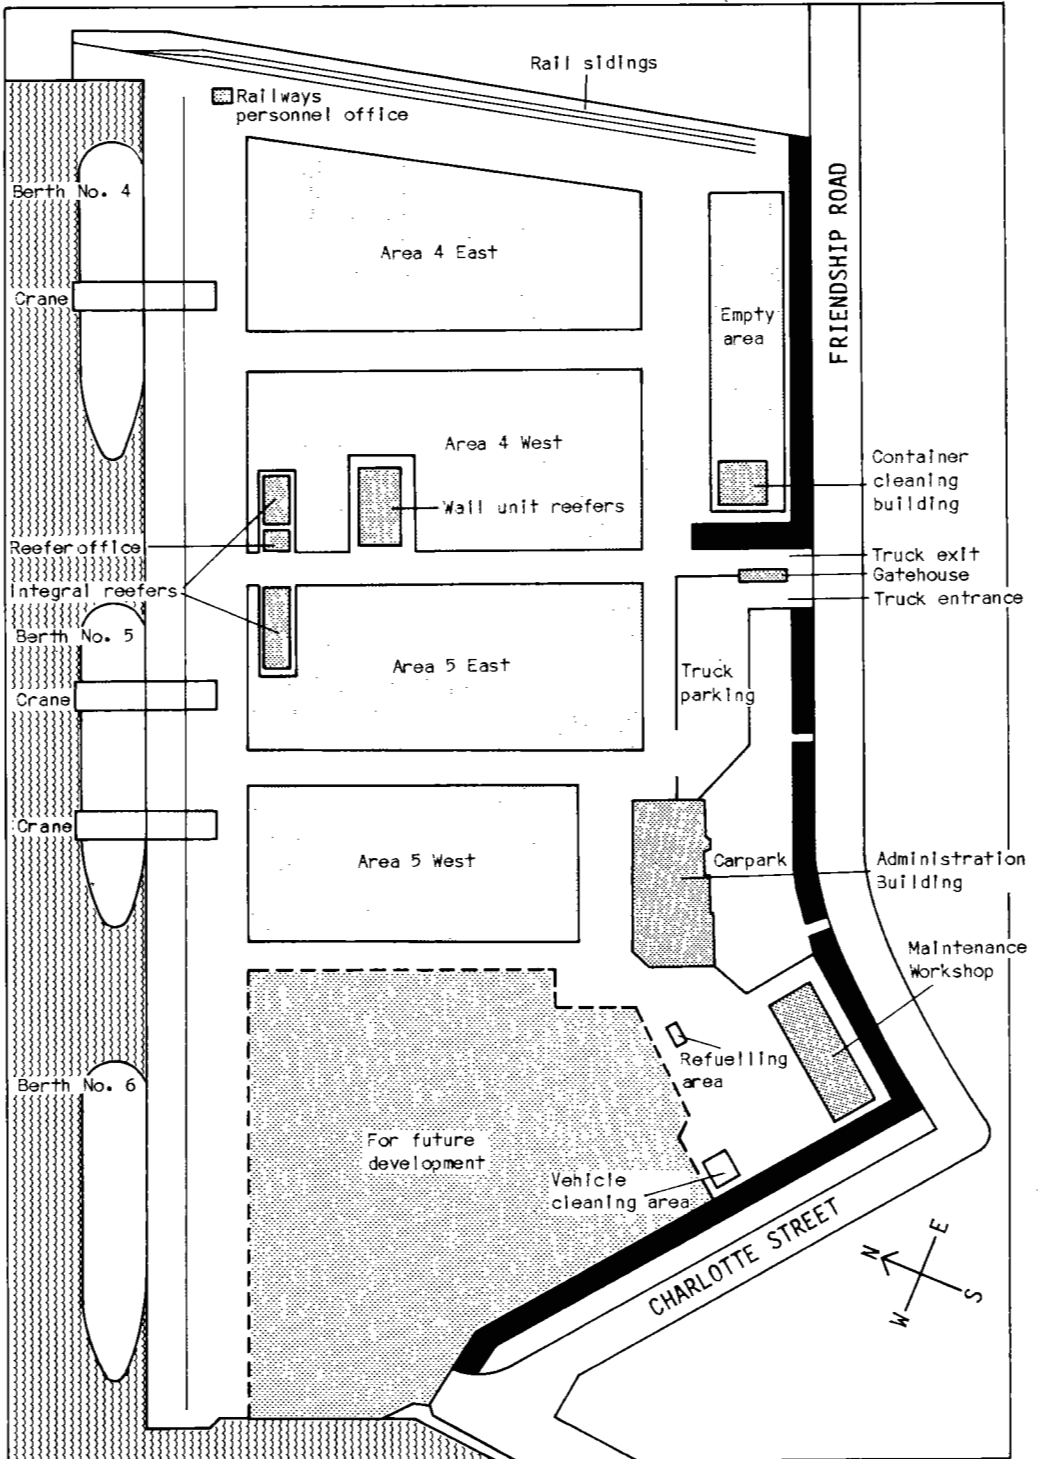 Rail sidings
Railways
personnel office
Berth No. 4
Area 4 East
FRIENDSHIP ROAD
Crane
Empty
area
Area 4 West
Container
cleaning
building
Wall unit reefers
Reefer office
Truck exit
Gatehouse
Integral reefers
Truck entrance
Berth No. 5
Area 5 East
Truck
parking
Crane
Crane
Area 5 West
Carpark
Administration
Building
Maintenance
Workshop
Refuelling
area
Berth No. 6
For future
development
Vehicle
cleaning area
CHARLOTTE STREET
N
E
S
W